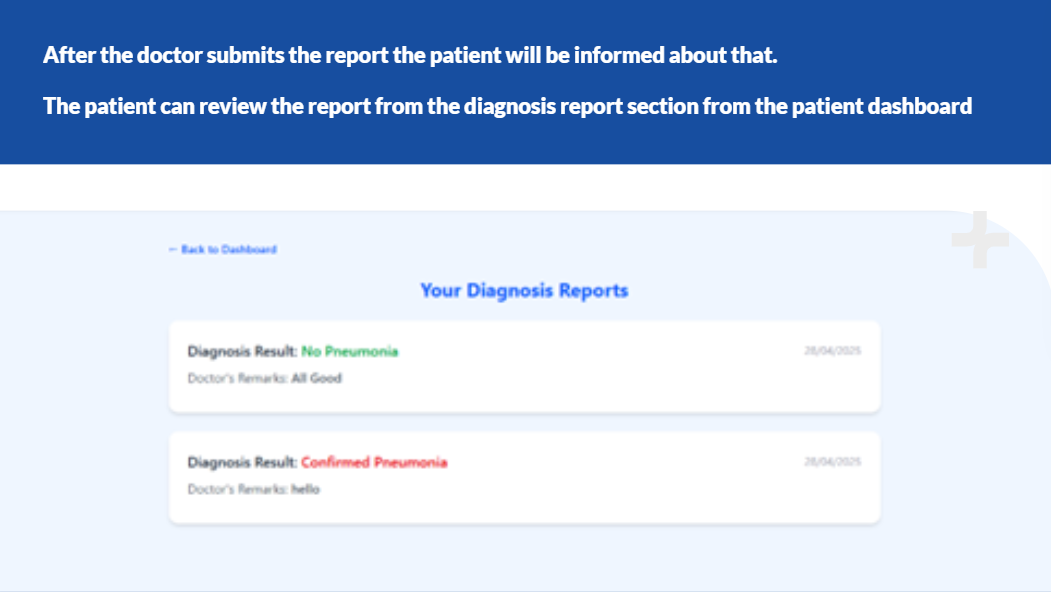 After the doctor submits the report the patient will be informed about that.
The patient can review the report from the diagnosis report section from the patient dashboard
← Back to Dashboard
Your Diagnosis Reports
Diagnosis Result: No Pneumonia 28/04/2025
Doctor's Remarks: All Good
Diagnosis Result: Confirmed Pneumonia 28/04/2025
Doctor's Remarks: hello